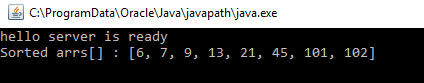 C:\ProgramData\Oracle\Java\javapath\java.exe
hello server is ready
Sorted arrs[] : [6, 7, 9, 13, 21, 45, 101, 102]